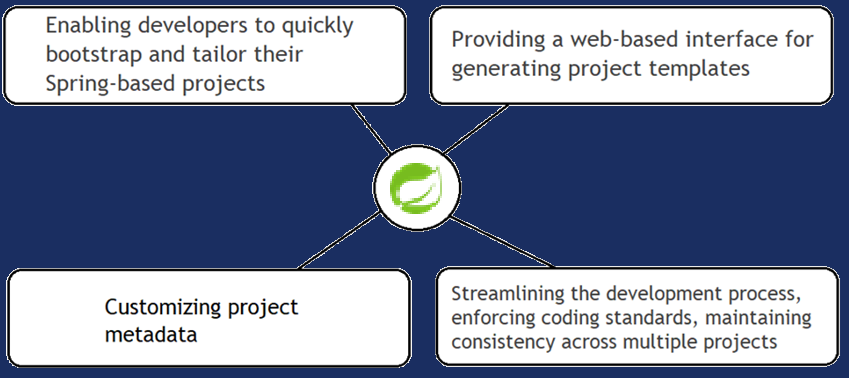 Enabling developers to quickly
bootstrap and tailor their
Spring-based projects
Providing a web-based interface for
generating project templates
Customizing project
metadata
Streamlining the development process,
enforcing coding standards, maintaining
consistency across multiple projects